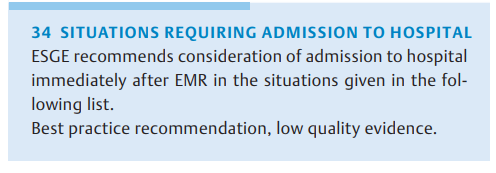 34 SITUATIONS REQUIRING ADMISSION TO HOSPITAL
ESGE recommends consideration of admission to hospital
immediately after EMR in the situations given in the fol-
lowing list.
Best practice recommendation, low quality evidence.